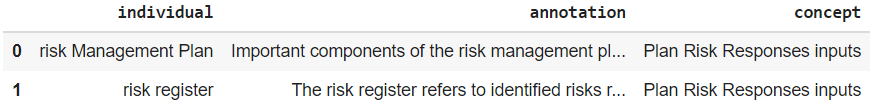 individual annotation concept
0 risk Management Plan Important components of the risk management pl... Plan Risk Responses inputs
1 risk register The risk register refers to identified risks r... Plan Risk Responses inputs